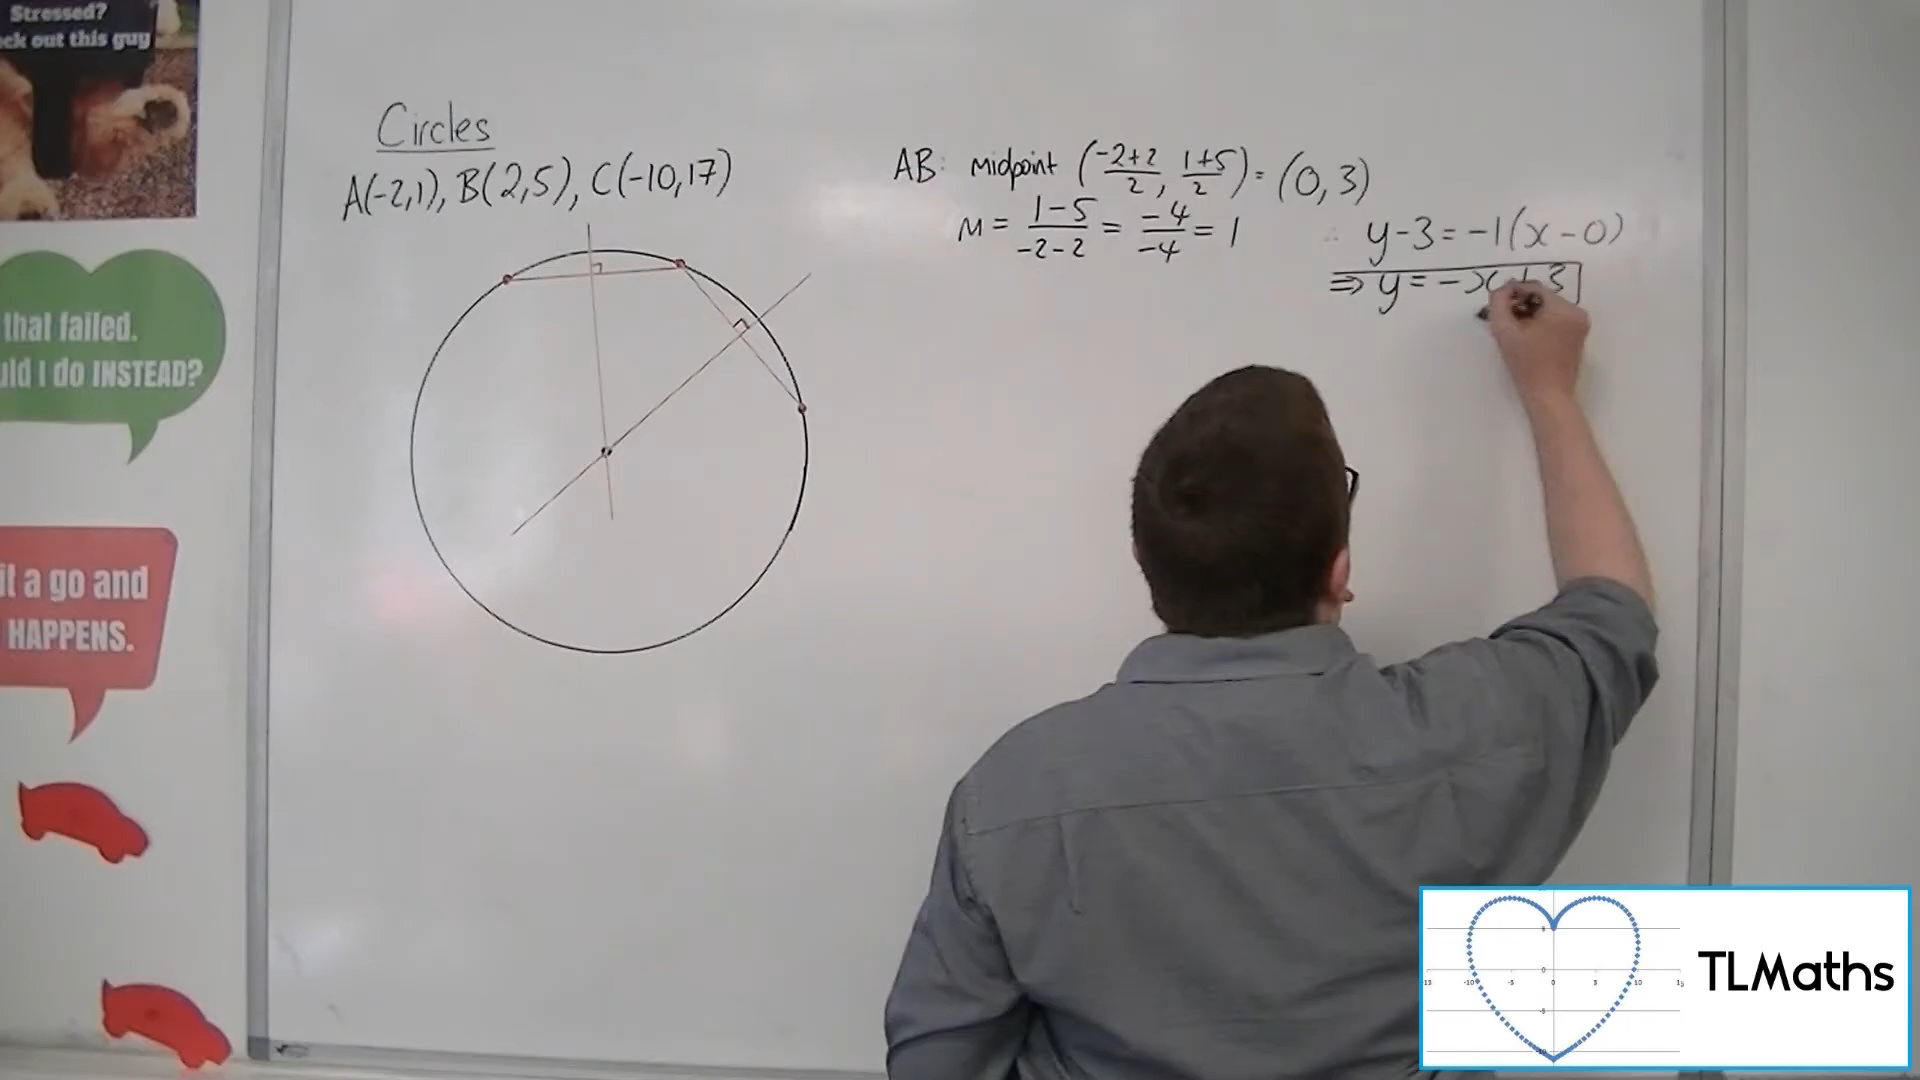 Stressed?
ck out this guy
that failed.
uld I do INSTEAD?
it a go and
HAPPENS.
Circles
A(-2,1), B(2,5), C(-10,17)
AB: midpoint (-2+2/2, 1+5/2) = (0,3)
M = 1-5/-2-2 = -4/-4 = 1
∴ y-3=-1(x-0)
⇒ y=-x+3
TLMaths